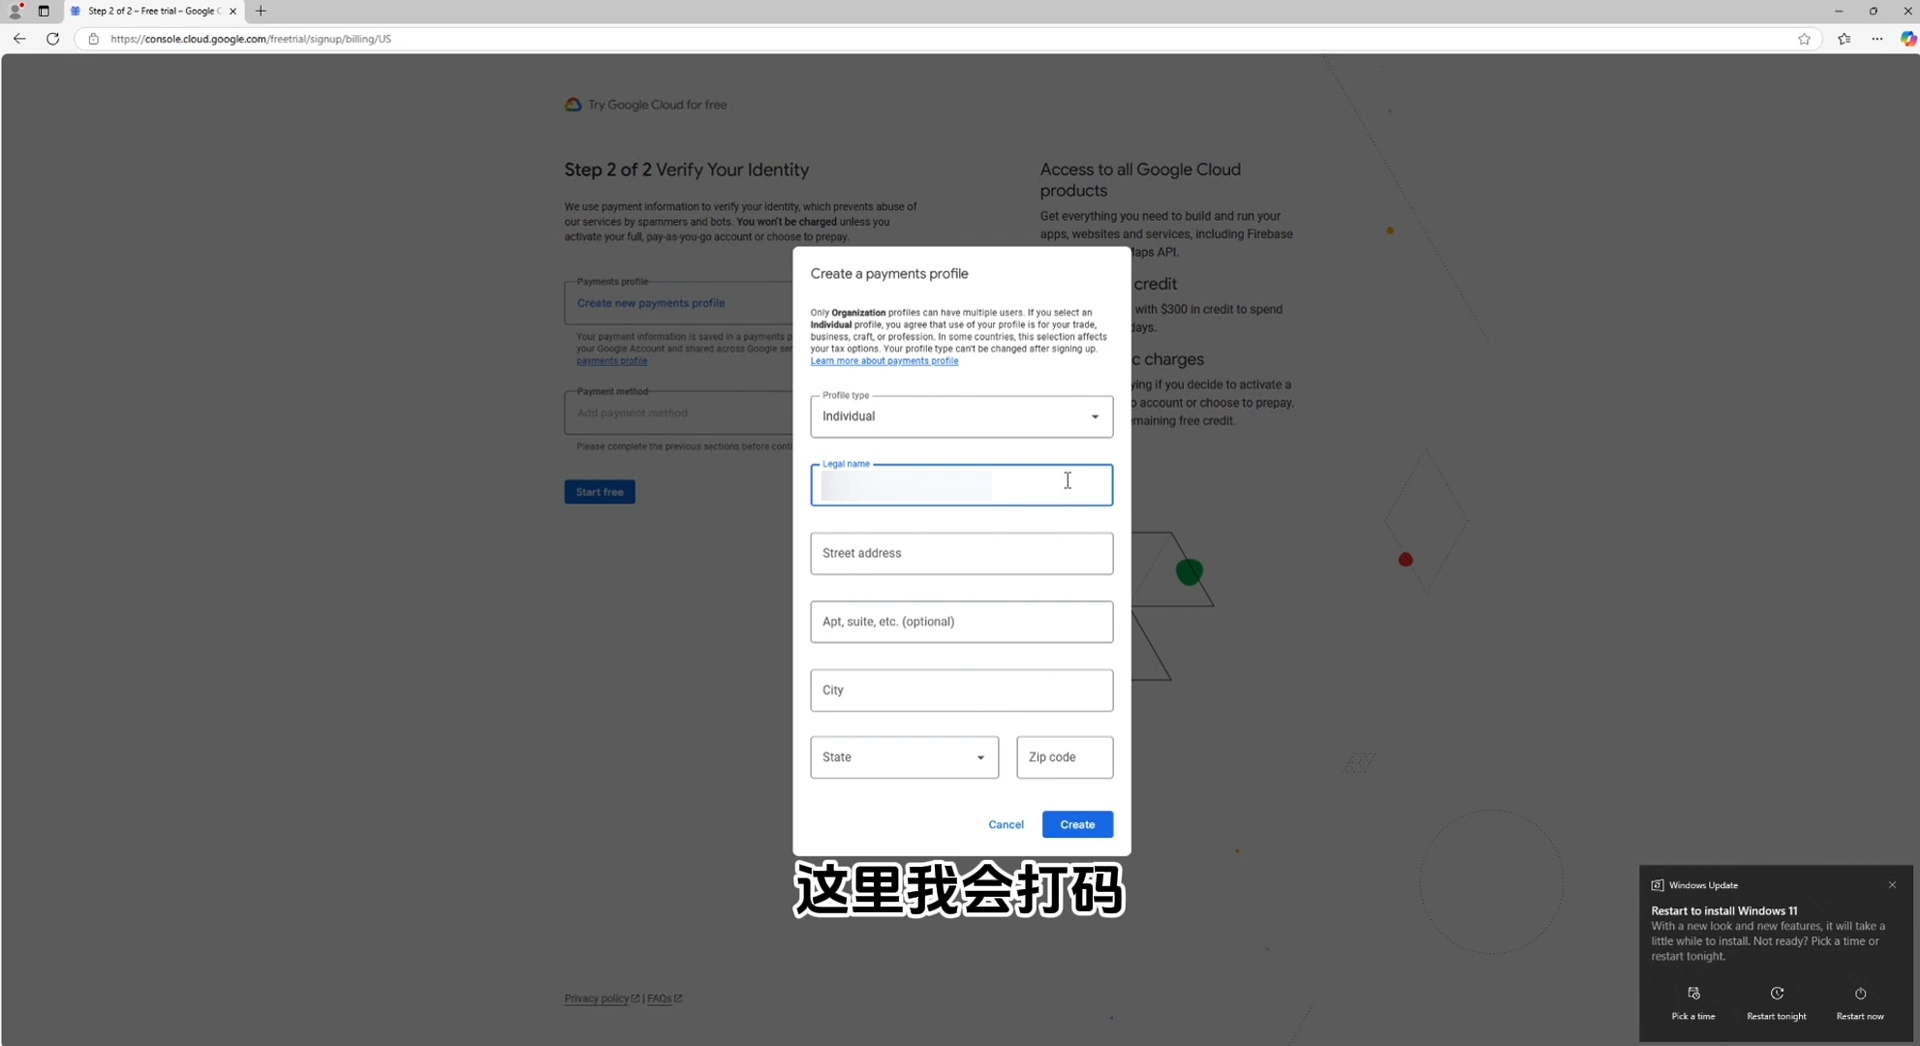 Step 2 of 2 – Free trial – Google C
https://console.cloud.google.com/freetrial/signup/billing/US
Try Google Cloud for free
Step 2 of 2 Verify Your Identity
We use payment information to verify your identity, which prevents abuse of
our services by spammers and bots. You won't be charged unless you
activate your full, pay-as-you-go account or choose to prepay.
Payments profile
Create new payments profile
Your payment information is saved in a payments p
your Google Account and shared across Google ser
payments profile
Payment method
Add payment method
Please complete the previous sections before conti
Start free
Privacy policy | FAQs
Access to all Google Cloud
products
Get everything you need to build and run your
apps, websites and services, including Firebase
aps API.
credit
with $300 in credit to spend
days.
c charges
ying if you decide to activate a
o account or choose to prepay.
emaining free credit.
Create a payments profile
Only Organization profiles can have multiple users. If you select an
Individual profile, you agree that use of your profile is for your trade,
business, craft, or profession. In some countries, this selection affects
your tax options. Your profile type can't be changed after signing up.
Learn more about payments profile
Profile type
Individual
Legal name
Street address
Apt, suite, etc. (optional)
City
State
Zip code
Cancel
Create
这里我会打码
Windows Update
Restart to install Windows 11
With a new look and new features, it will take a
little while to install. Not ready? Pick a time or
restart tonight.
Pick a time
Restart tonight
Restart now